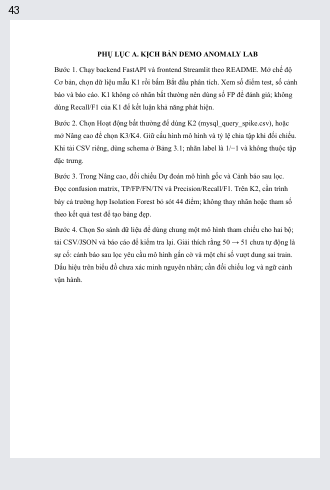 43
PHỤ LỤC A. KỊCH BẢN DEMO ANOMALY LAB
Bước 1. Chạy backend FastAPI và frontend Streamlit theo README. Mở chế độ
Cơ bản, chọn dữ liệu mẫu K1 rồi bấm Bắt đầu phân tích. Xem số điểm test, số cảnh
báo và báo cáo. K1 không có nhãn bất thường nên dùng số FP để đánh giá; không
dùng Recall/F1 của K1 để kết luận khả năng phát hiện.
Bước 2. Chọn Hoạt động bất thường để dùng K2 (mysql_query_spike.csv), hoặc
mở Nâng cao để chọn K3/K4. Giữ cấu hình mô hình và tỷ lệ chia tập khi đối chiếu.
Khi tải CSV riêng, dùng schema ở Bảng 3.1; nhãn label là 1/−1 và không thuộc tập
đặc trưng.
Bước 3. Trong Nâng cao, đối chiếu Dự đoán mô hình gốc và Cảnh báo sau lọc.
Đọc confusion matrix, TP/FP/FN/TN và Precision/Recall/F1. Trên K2, cần trình
bày cả trường hợp Isolation Forest bỏ sót 44 điểm; không thay nhãn hoặc tham số
theo kết quả test để tạo bảng đẹp.
Bước 4. Chọn So sánh dữ liệu để dùng chung một mô hình tham chiếu cho hai bộ;
tải CSV/JSON và báo cáo để kiểm tra lại. Giải thích rằng 50 → 51 chưa tự động là
sự cố: cảnh báo sau lọc yêu cầu mô hình gắn cờ và một chỉ số vượt dung sai train.
Dấu hiệu trên biểu đồ chưa xác minh nguyên nhân; cần đối chiếu log và ngữ cảnh
vận hành.